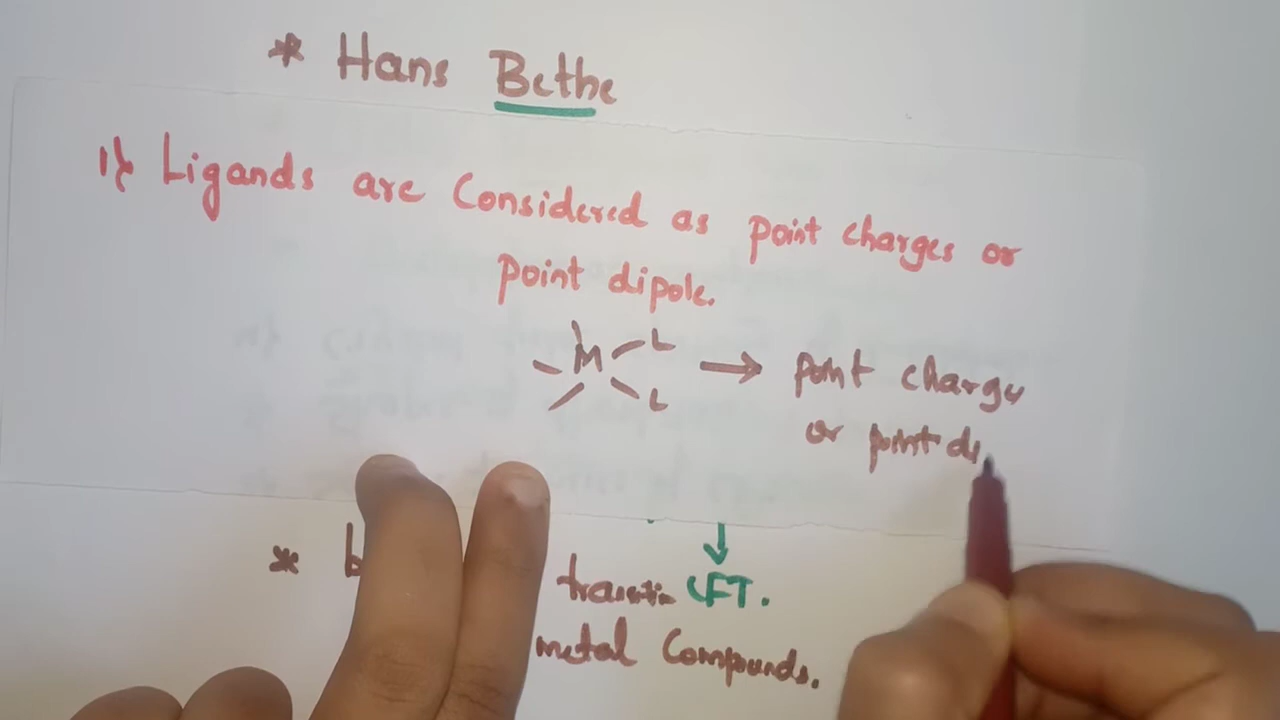 * Hans Bethe
1} Ligands are Considered as point charges or
point dipole.
M L → point charge
L or point di
↓
* transition CFT.
metal Compounds.